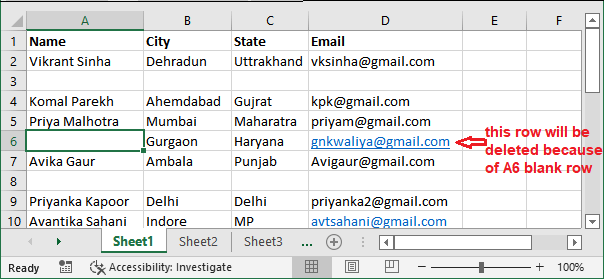 A B C D E F
1 Name City State Email
2 Vikrant Sinha Dehradun Uttrakhand vksinha@gmail.com
3
4 Komal Parekh Ahemdabad Gujrat kpk@gmail.com
5 Priya Malhotra Mumbai Maharatra priyam@gmail.com
6 Gurgaon Haryana gnkwaliya@gmail.com
7 Avika Gaur Ambala Punjab Avigaur@gmail.com
8
9 Priyanka Kapoor Delhi Delhi priyanka2@gmail.com
10 Avantika Sahani Indore MP avtsahani@gmail.com
this row will be
deleted because
of A6 blank row
Sheet1 Sheet2 Sheet3 ...
Ready Accessibility: Investigate 100%